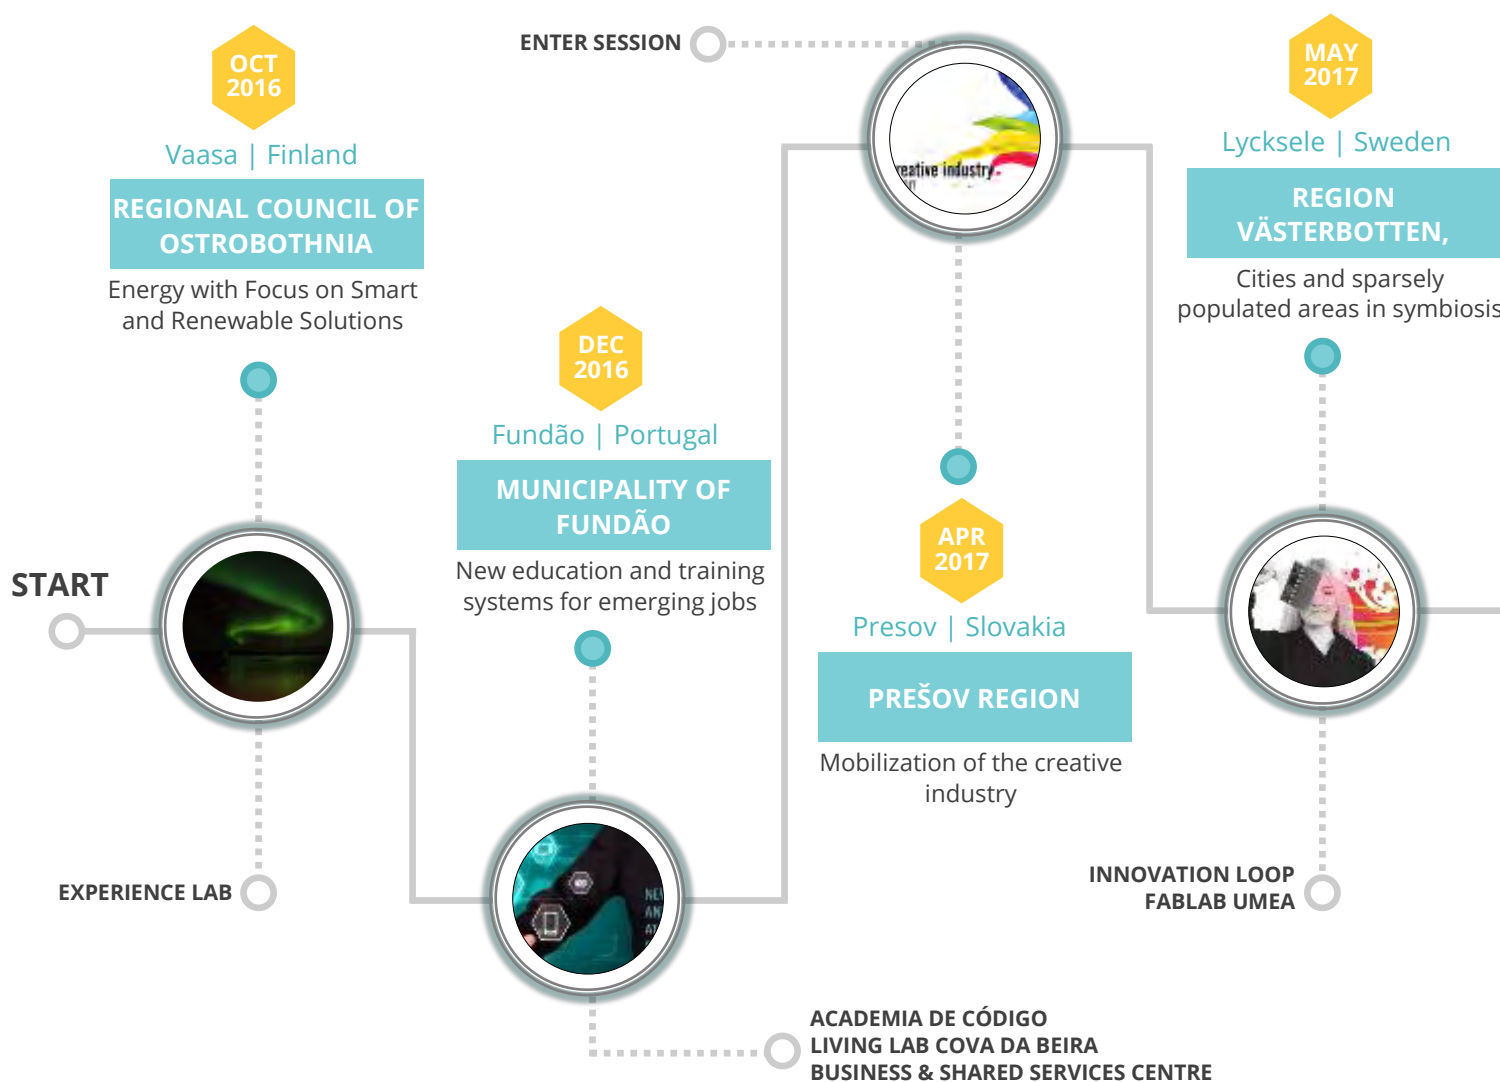 OCT
2016
Vaasa | Finland
REGIONAL COUNCIL OF
OSTROBOTHNIA
Energy with Focus on Smart
and Renewable Solutions
START
EXPERIENCE LAB
DEC
2016
Fundão | Portugal
MUNICIPALITY OF
FUNDÃO
New education and training
systems for emerging jobs
ACADEMIA DE CÓDIGO
LIVING LAB COVA DA BEIRA
BUSINESS & SHARED SERVICES CENTRE
ENTER SESSION
reative industry
APR
2017
Presov | Slovakia
PREŠOV REGION
Mobilization of the creative
industry
MAY
2017
Lycksele | Sweden
REGION
VÄSTERBOTTEN,
Cities and sparsely
populated areas in symbiosis
INNOVATION LOOP
FABLAB UMEA